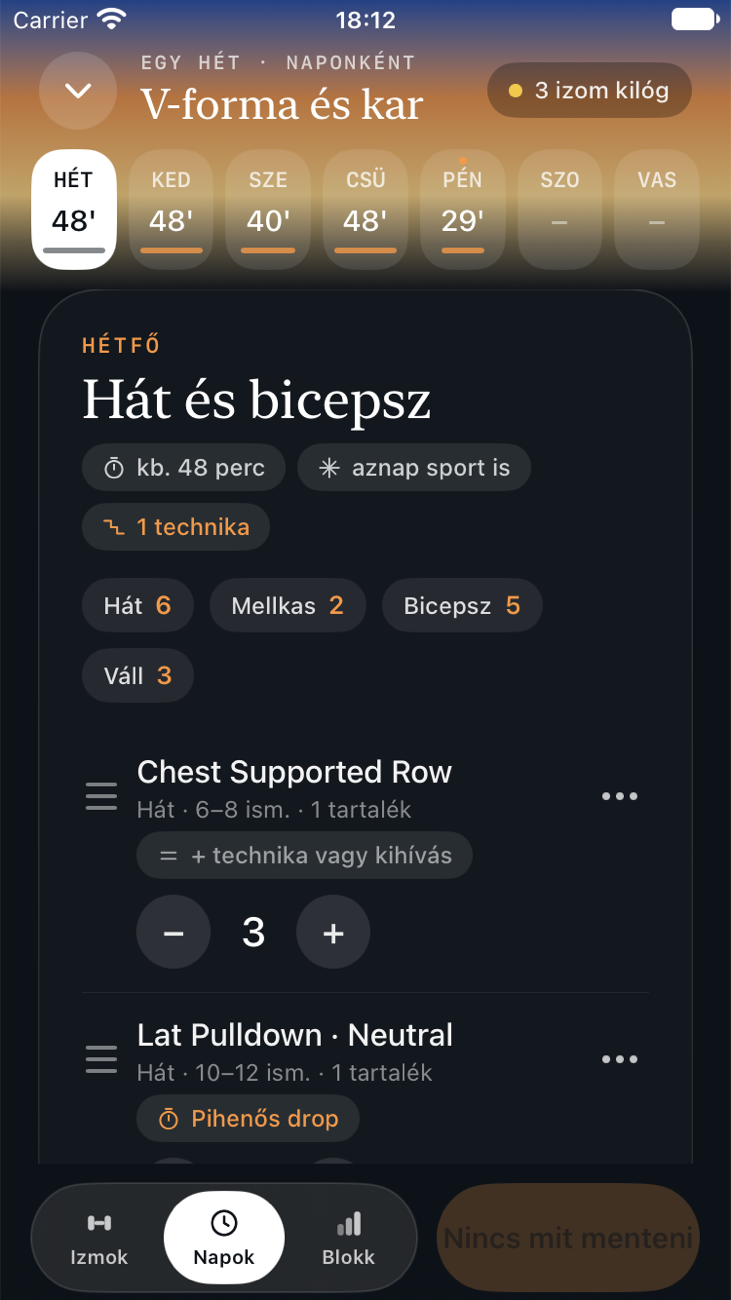 Carrier 18:12
EGY HÉT · NAPONKÉNT
V-forma és kar
3 izom kilóg
HÉT KED SZE CSÜ PÉN SZO VAS
48' 48' 40' 48' 29' – –
HÉTFŐ
Hát és bicepsz
kb. 48 perc aznap sport is
1 technika
Hát 6 Mellkas 2 Bicepsz 5
Váll 3
Chest Supported Row
Hát · 6–8 ism. · 1 tartalék
+ technika vagy kihívás
− 3 +
Lat Pulldown · Neutral
Hát · 10–12 ism. · 1 tartalék
Pihenős drop
Izmok Napok Blokk
Nincs mit menteni